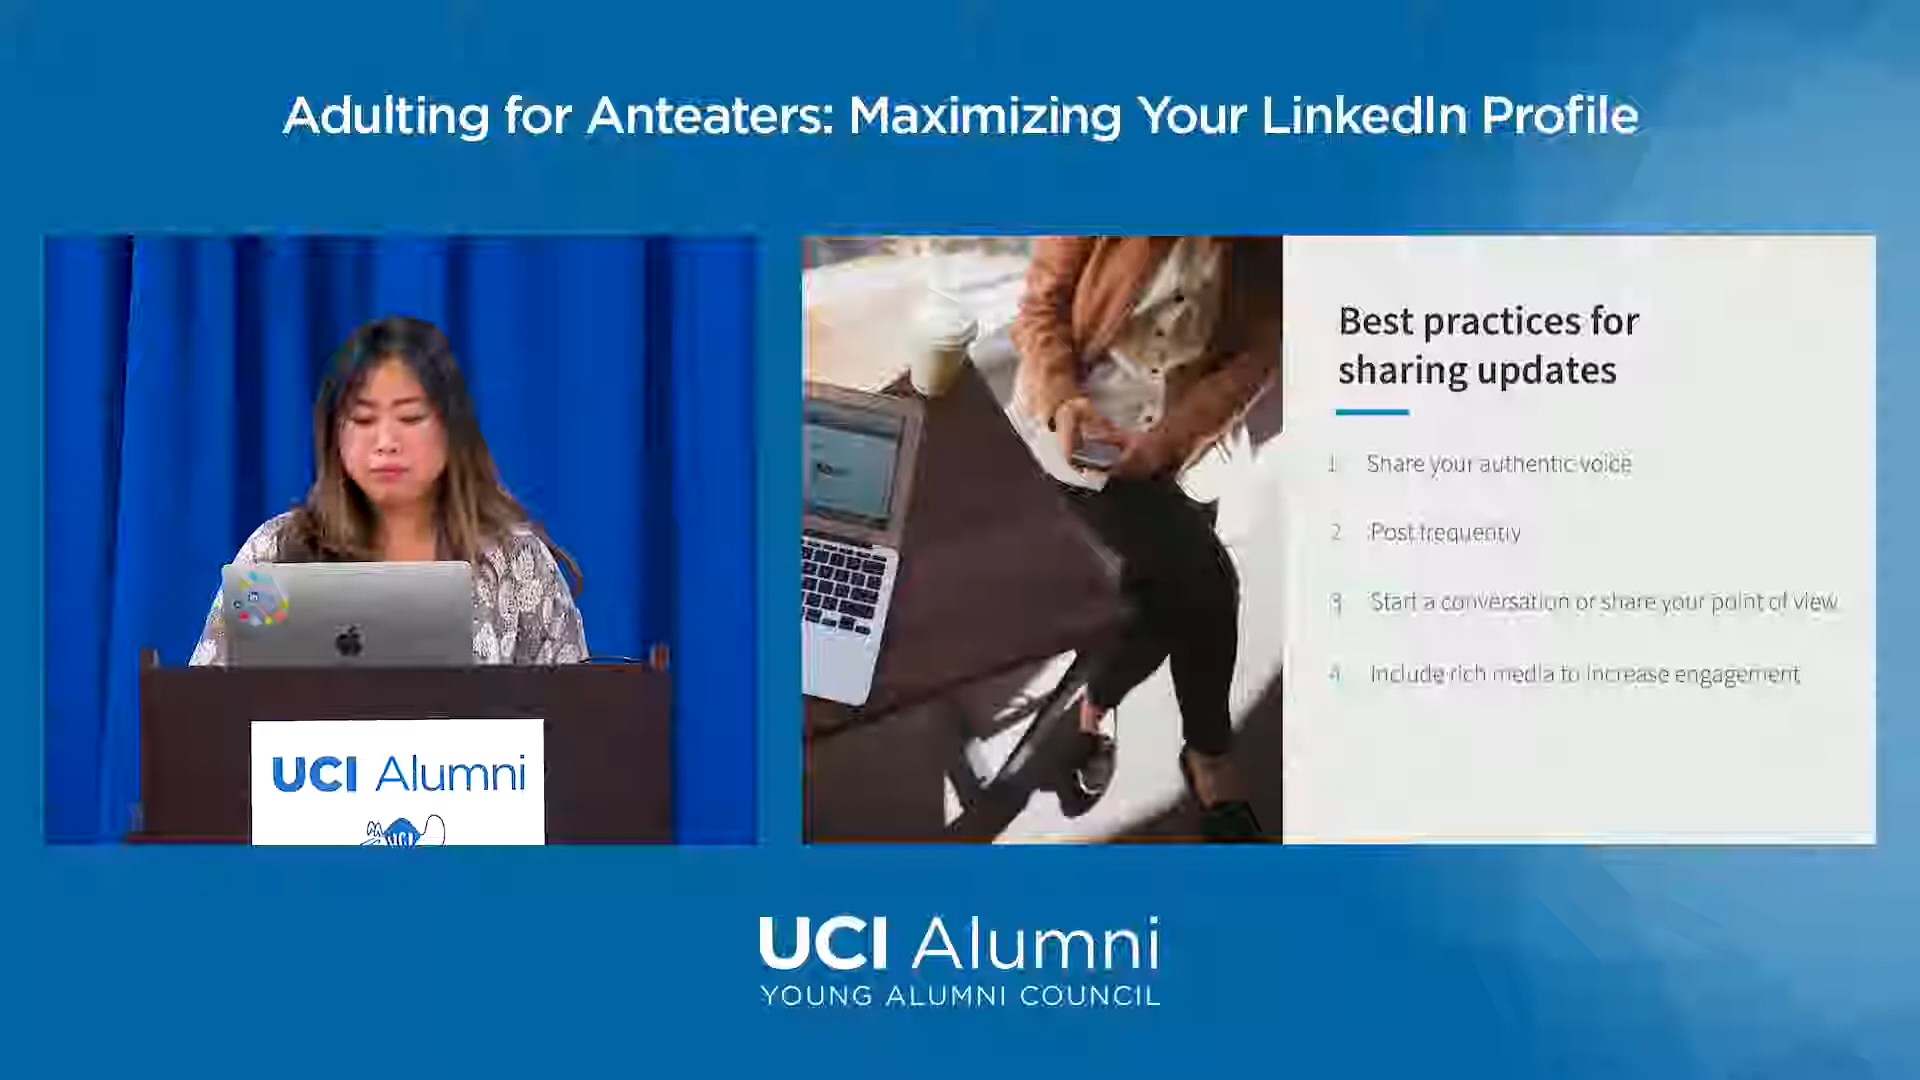 Adulting for Anteaters: Maximizing Your LinkedIn Profile
UCI Alumni
UCI
Best practices for
sharing updates
1 Share your authentic voice
2 Post frequently
3 Start a conversation or share your point of view
4 Include rich media to increase engagement
UCI Alumni
YOUNG ALUMNI COUNCIL